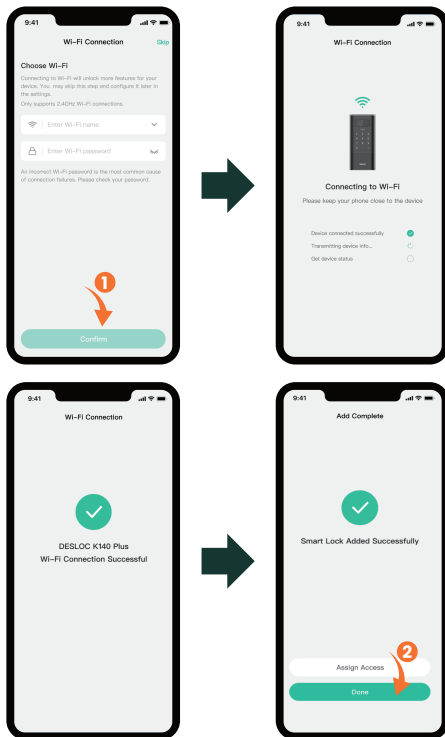 9:41
Wi-Fi Connection
Skip
Choose Wi-Fi
Connecting to Wi-Fi will unlock more features for your
device. You may skip this step and configure it later in
the settings.
Only supports 2.4GHz Wi-Fi connections.
Enter Wi-Fi name
Enter Wi-Fi password
An incorrect Wi-Fi password is the most common cause
of connection failures. Please check your password.
1
Confirm
9:41
Wi-Fi Connection
Connecting to Wi-Fi
Please keep your phone close to the device
Device connected successfully
Transmitting device info...
Get device status
9:41
Wi-Fi Connection
DESLOC K140 Plus
Wi-Fi Connection Successful
9:41
Add Complete
Smart Lock Added Successfully
2
Assign Access
Done